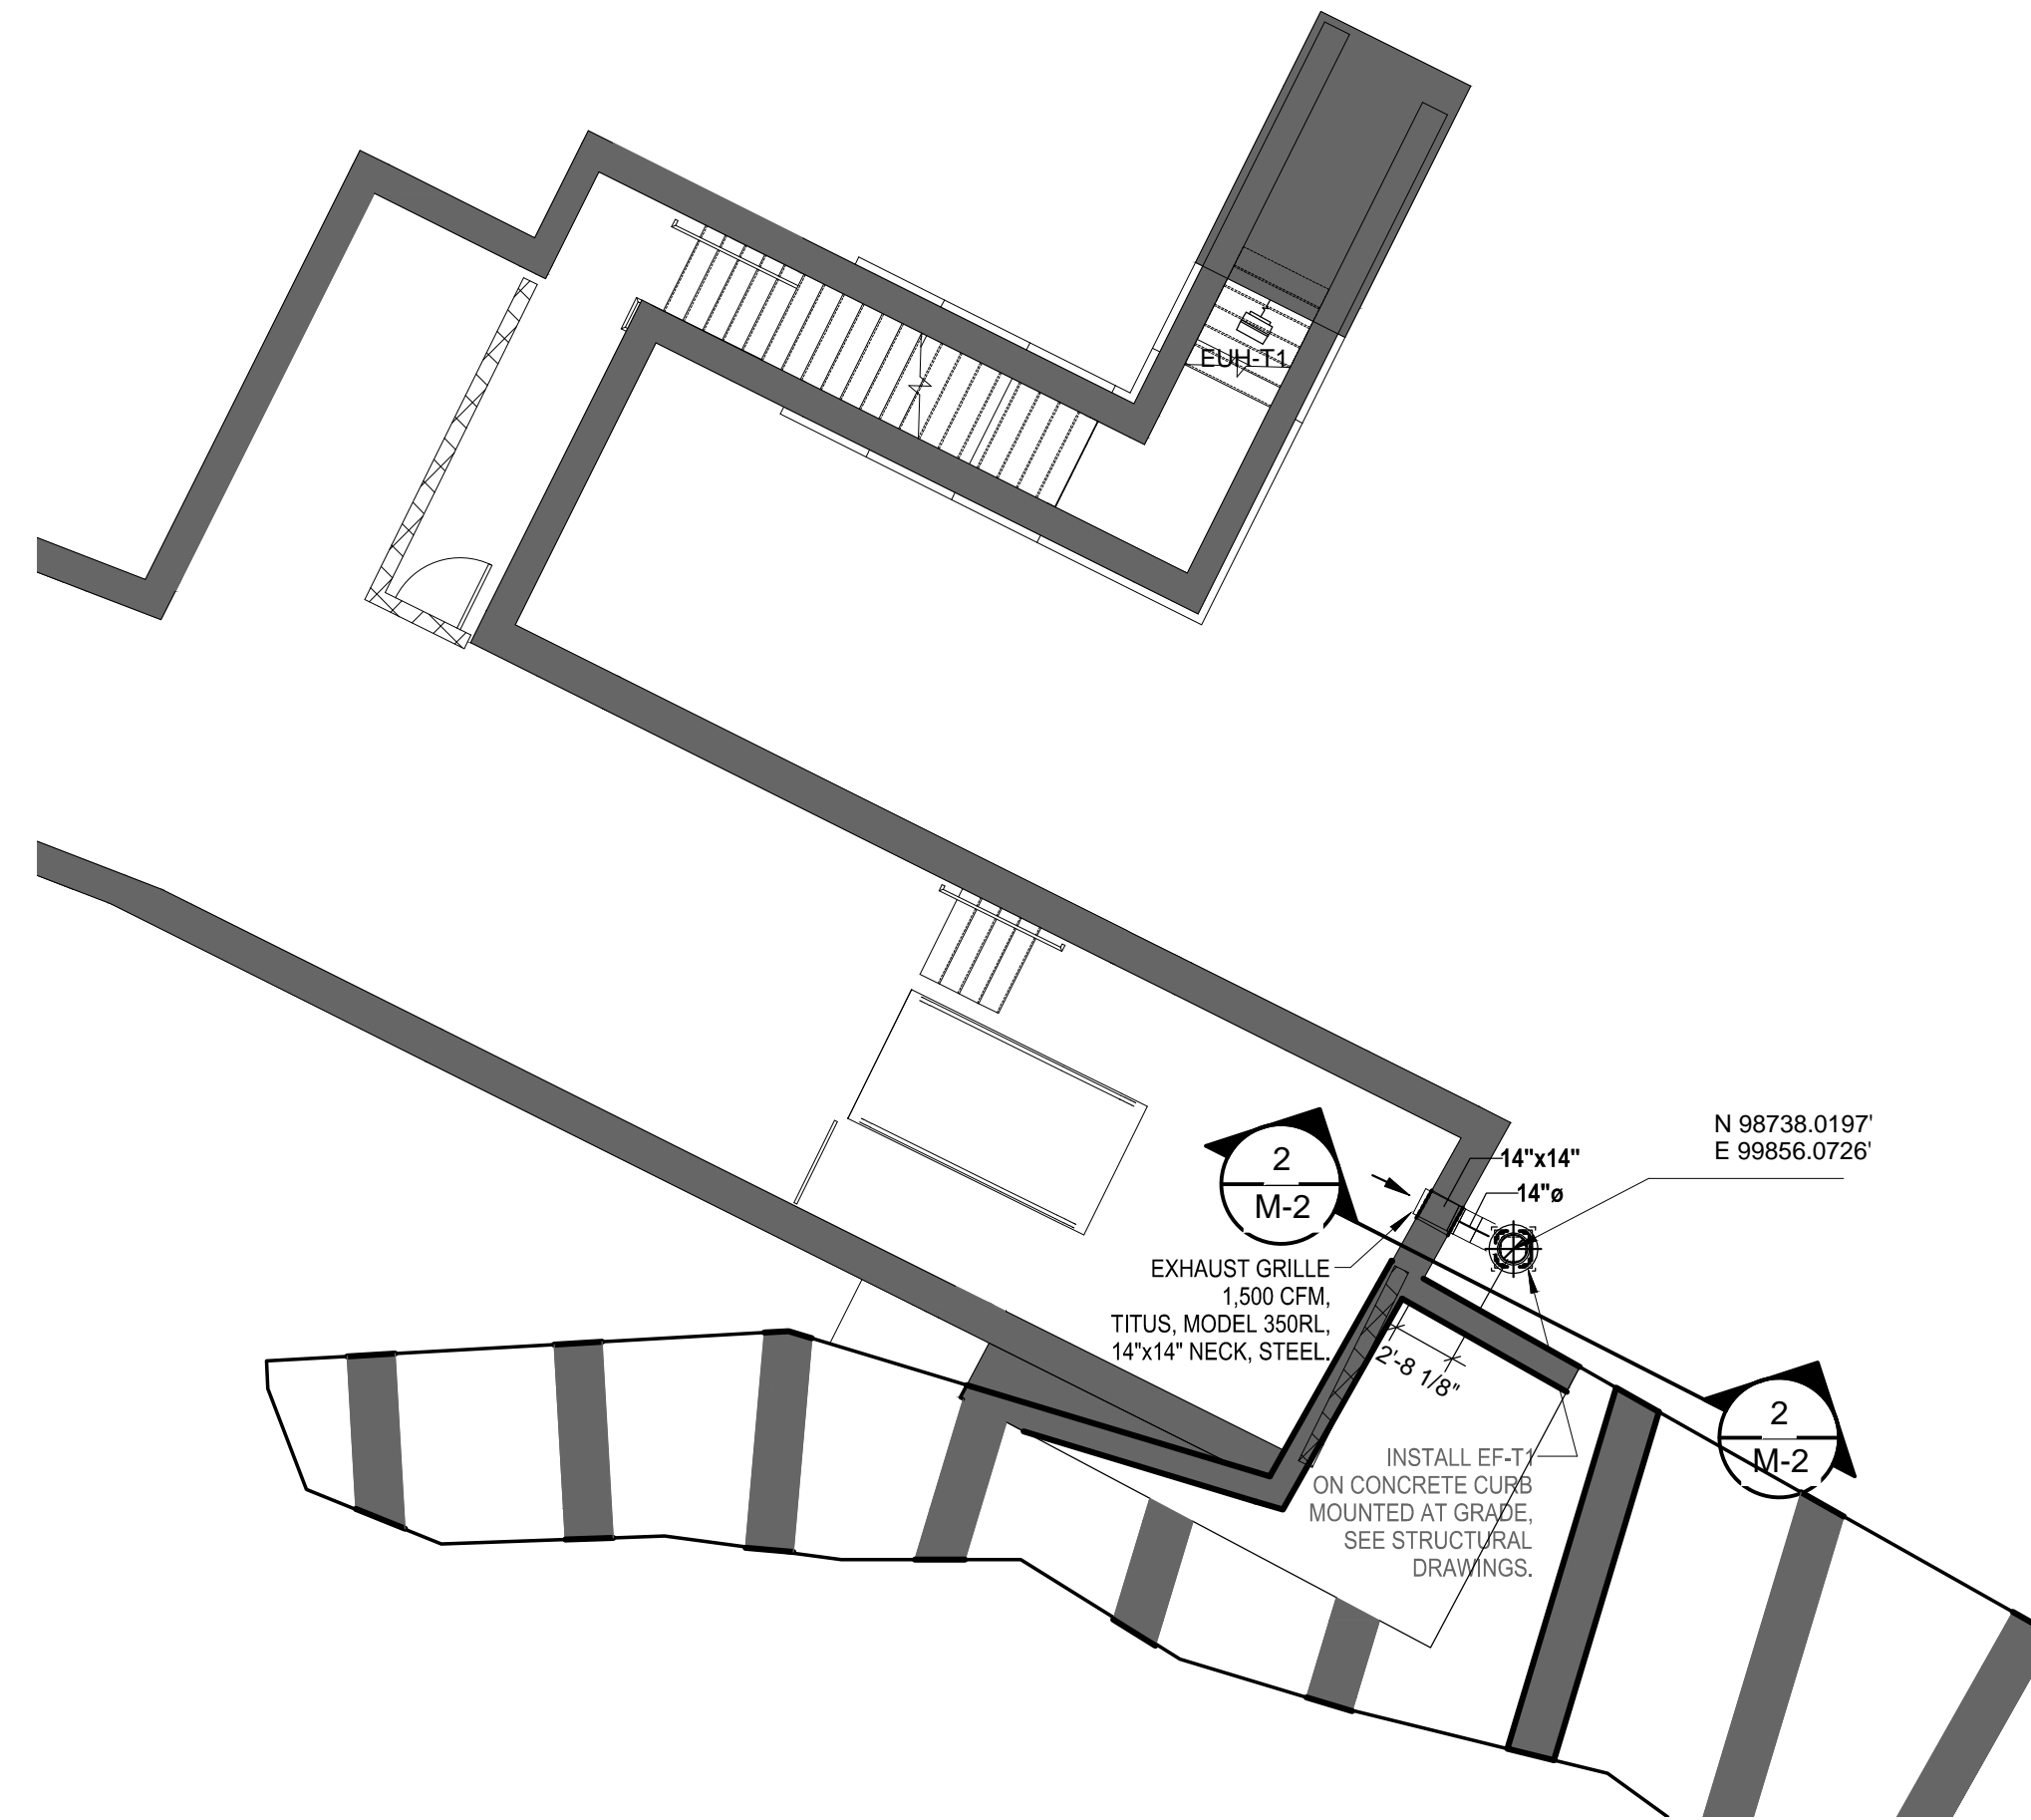 EUH-T1
N 98738.0197'
E 99856.0726'
14"x14"
14"ø
2
M-2
EXHAUST GRILLE
1,500 CFM,
TITUS, MODEL 350RL,
14"x14" NECK, STEEL.
2'-8 1/8"
2
M-2
INSTALL EF-T1
ON CONCRETE CURB
MOUNTED AT GRADE,
SEE STRUCTURAL
DRAWINGS.